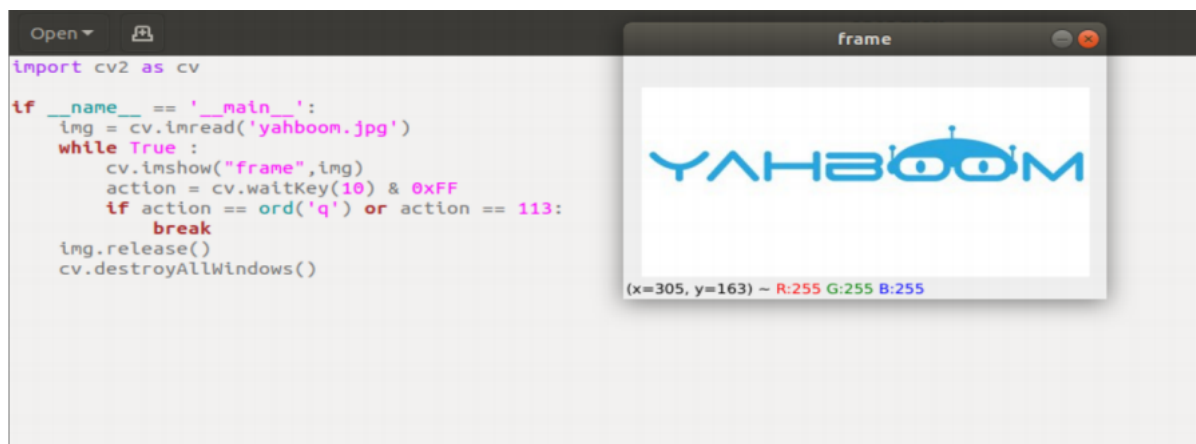 Open
import cv2 as cv
if __name__ == '__main__':
    img = cv.imread('yahboom.jpg')
    while True :
        cv.imshow("frame",img)
        action = cv.waitKey(10) & 0xFF
        if action == ord('q') or action == 113:
            break
    img.release()
    cv.destroyAllWindows()
frame
YAHBOOM
(x=305, y=163) ~ R:255 G:255 B:255